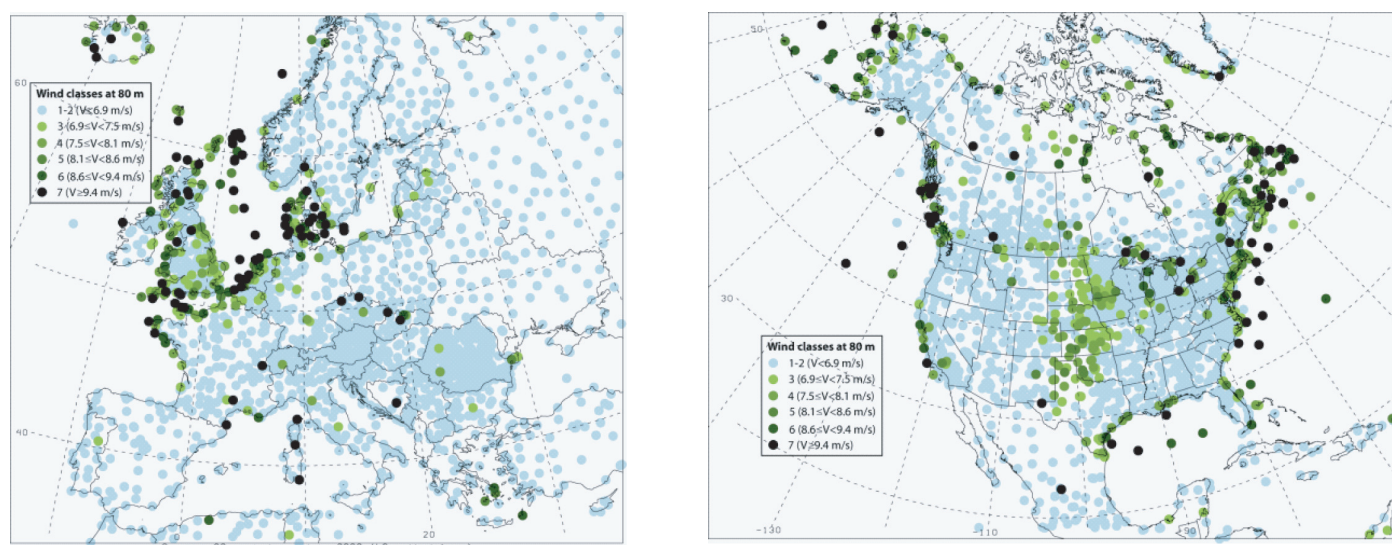 60
Wind classes at 80 m
1-2 (V<6.9 m/s)
3 (6.9≤V<7.5 m/s)
4 (7.5≤V<8.1 m/s)
5 (8.1≤V<8.6 m/s)
6 (8.6≤V<9.4 m/s)
7 (V≥9.4 m/s)
40
20
30
Wind classes at 80 m
1-2 (V<6.9 m/s)
3 (6.9≤V<7.5 m/s)
4 (7.5≤V<8.1 m/s)
5 (8.1≤V<8.6 m/s)
6 (8.6≤V<9.4 m/s)
7 (V≥9.4 m/s)
-130
-110
-90